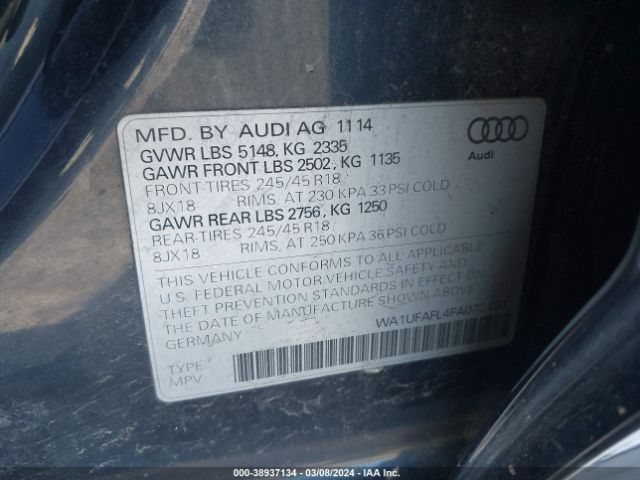 MFD. BY AUDI AG 11 14
GVWR LBS 5148, KG 2335
GAWR FRONT LBS 2502, KG 1135
FRONT-TIRES 245/45 R18
8JX18 RIMS, AT 230 KPA 33 PSI COLD
GAWR REAR LBS 2756, KG 1250
REAR-TIRES 245/45 R18
8JX18 RIMS, AT 250 KPA 36 PSI COLD
Audi
THIS VEHICLE CONFORMS TO ALL APPLICABLE
U.S. FEDERAL MOTOR VEHICLE SAFETY AND
THEFT PREVENTION STANDARDS IN EFFECT ON
THE DATE OF MANUFACTURE SHOWN ABOVE.
GERMANY
TYPE
MPV
000-38937134 - 03/08/2024 - IAA Inc.